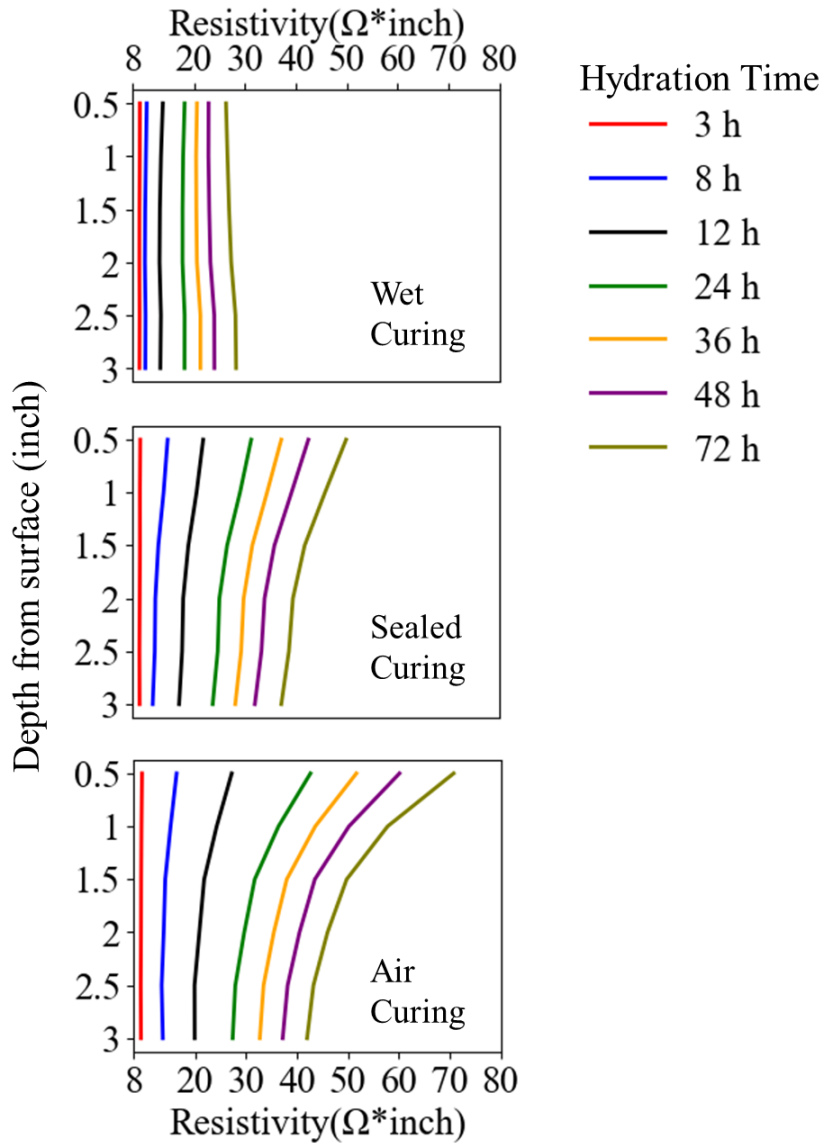 Resistivity(Ω*inch)
8 20 30 40 50 60 70 80
Hydration Time
3 h
8 h
12 h
24 h
36 h
48 h
72 h
Depth from surface (inch)
0.5
1
1.5
2
2.5
3
Wet
Curing
0.5
1
1.5
2
2.5
3
Sealed
Curing
0.5
1
1.5
2
2.5
3
Air
Curing
8 20 30 40 50 60 70 80
Resistivity(Ω*inch)